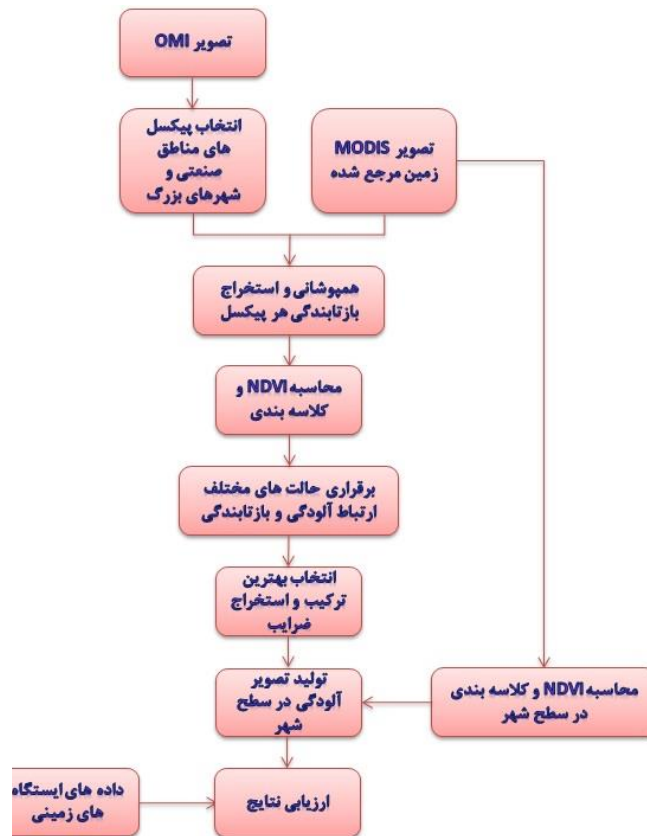 تصویر OMI
انتخاب پیکسل
های مناطق
صنعتی و
شهرهای بزرگ
تصویر MODIS
زمین مرجع شده
همپوشانی و استخراج
بازتابندگی هر پیکسل
محاسبه NDVI و
کلاسه بندی
برقراری حالت های مختلف
ارتباط آلودگی و بازتابندگی
انتخاب بهترین
ترکیب و استخراج
ضرایب
تولید تصویر
آلودگی در سطح
شهر
محاسبه NDVI و کلاسه بندی
در سطح شهر
داده های ایستگاه
های زمینی
ارزیابی نتایج